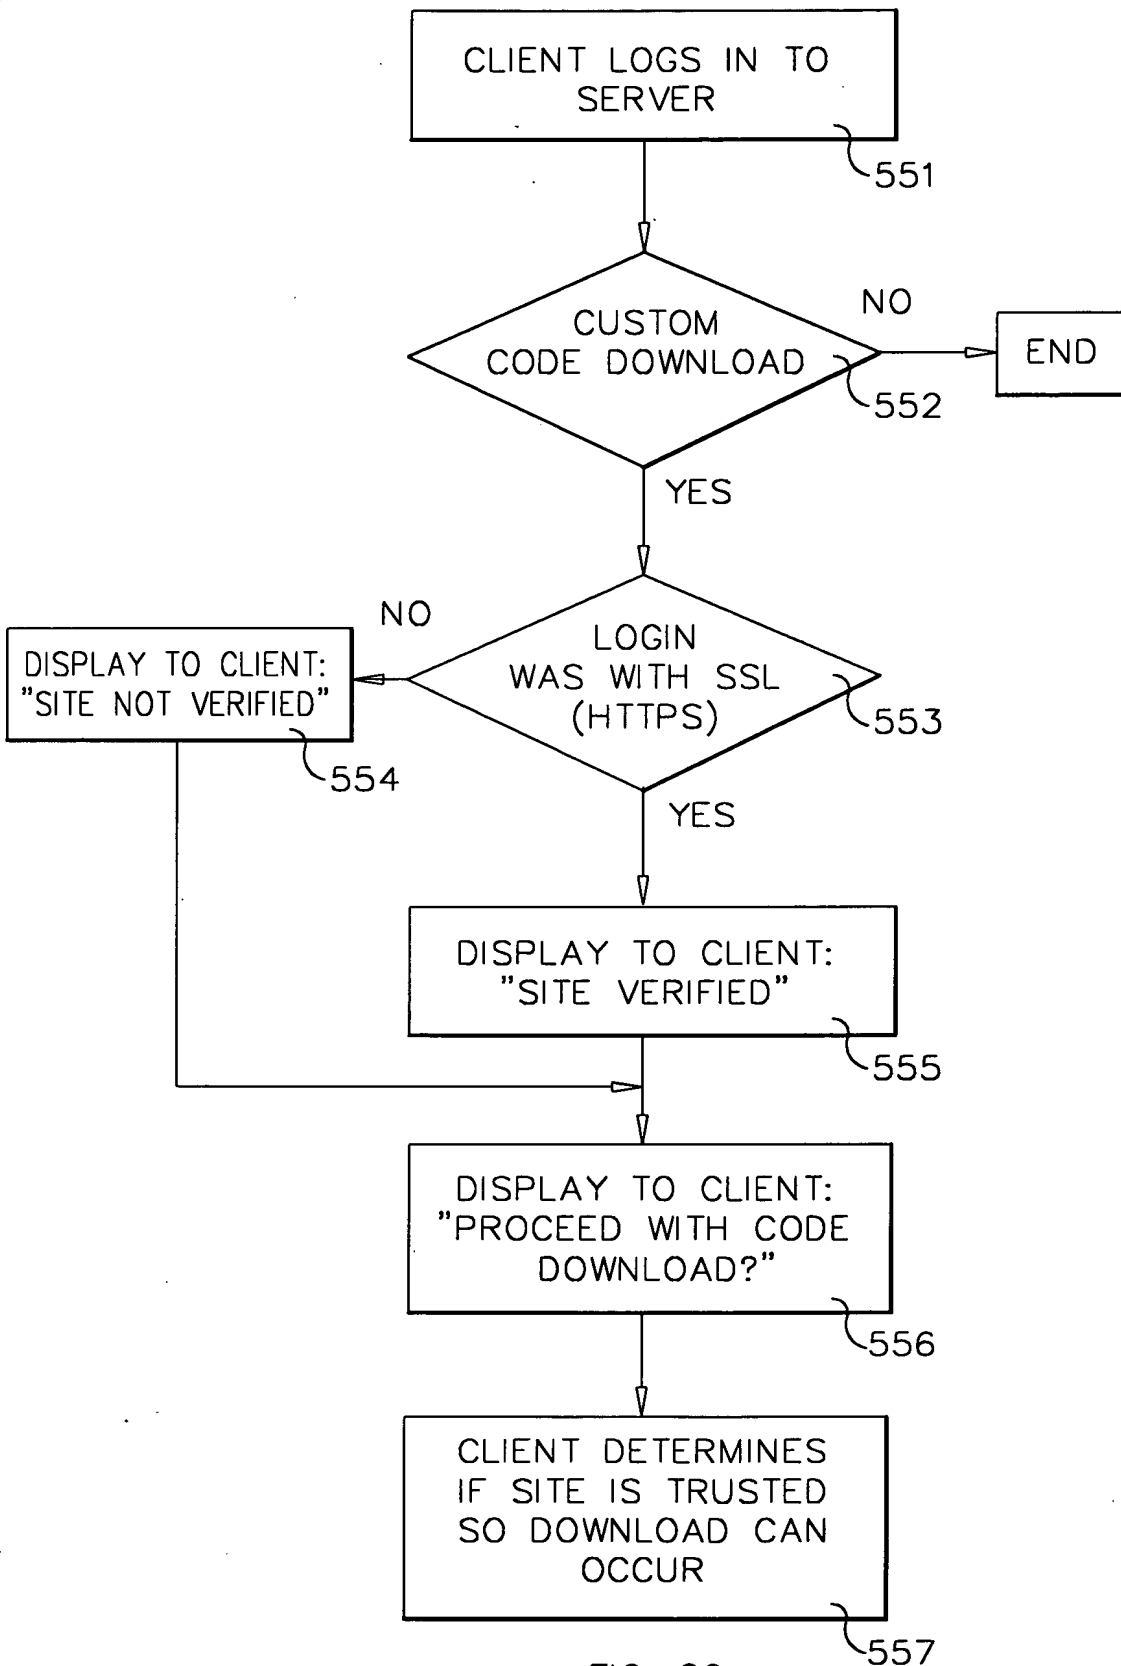 CLIENT LOGS IN TO
SERVER
551
CUSTOM
CODE DOWNLOAD
552
NO
END
YES
LOGIN
WAS WITH SSL
(HTTPS)
553
NO
DISPLAY TO CLIENT:
"SITE NOT VERIFIED"
554
YES
DISPLAY TO CLIENT:
"SITE VERIFIED"
555
DISPLAY TO CLIENT:
"PROCEED WITH CODE
DOWNLOAD?"
556
CLIENT DETERMINES
IF SITE IS TRUSTED
SO DOWNLOAD CAN
OCCUR
557